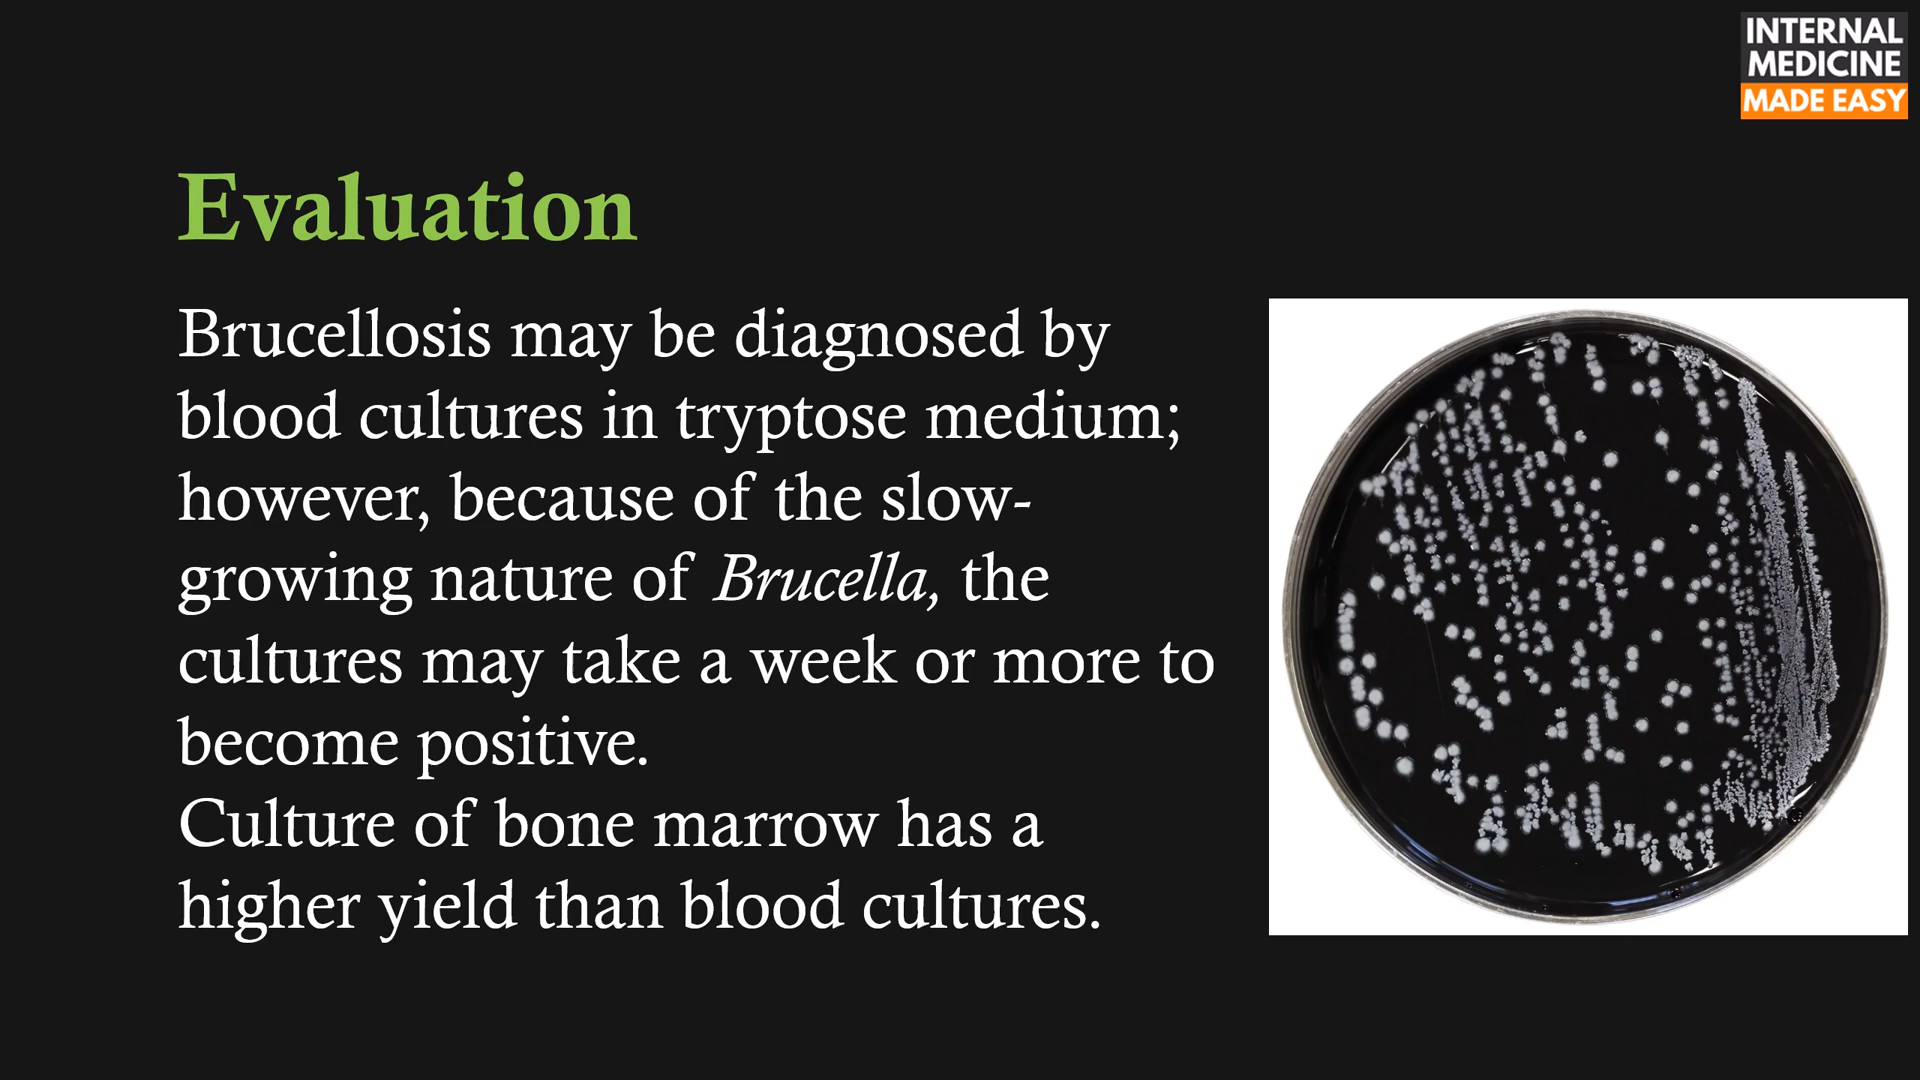 INTERNAL
MEDICINE
MADE EASY
Evaluation
Brucellosis may be diagnosed by
blood cultures in tryptose medium;
however, because of the slow-
growing nature of Brucella, the
cultures may take a week or more to
become positive.
Culture of bone marrow has a
higher yield than blood cultures.